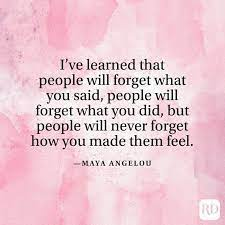 I’ve learned that
people will forget what
you said, people will
forget what you did, but
people will never forget
how you made them feel.
—MAYA ANGELOU
RD